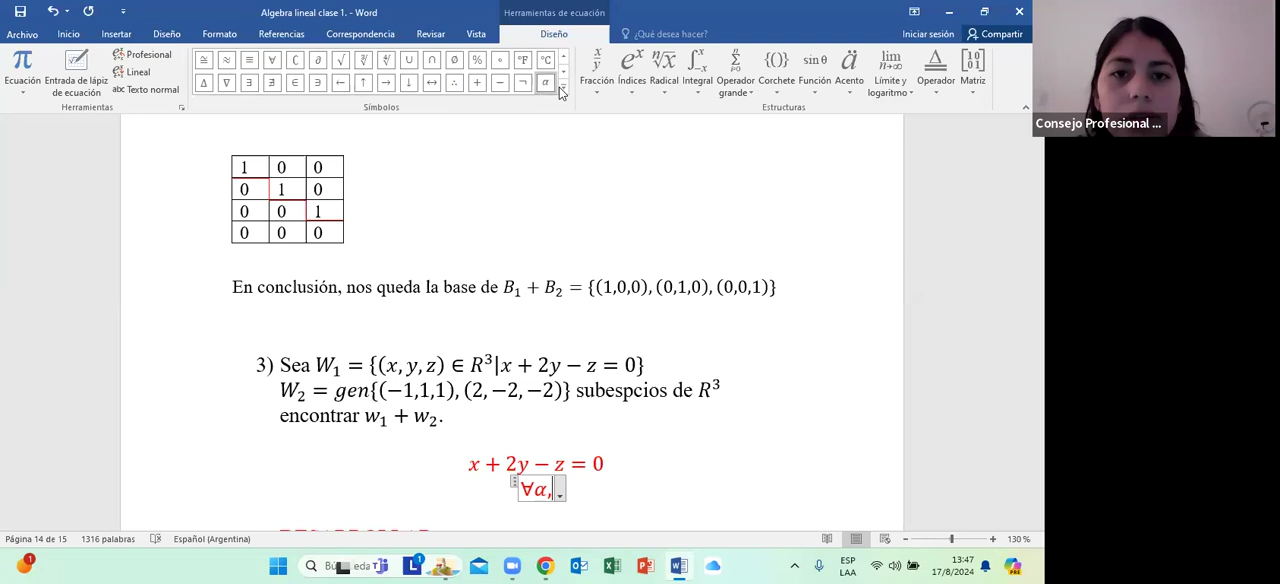 Algebra lineal clase 1. - Word
Herramientas de ecuación
Archivo Inicio Insertar Diseño Formato Referencias Correspondencia Revisar Vista Diseño ¿Qué desea hacer? Iniciar sesión Compartir
Ecuación Entrada de lápiz de ecuación
Profesional
Lineal
abc Texto normal
Herramientas
≅ ≈ ≡ ∀ ∁ ∂ √ ∛ ∜ ∪ ∩ ∅ % ° °F °C
∆ ∇ ∃ ∄ ∈ ∋ ← ↑ → ↓ ↔ ∴ + − ¬ α
Símbolos
Fracción Índices Radical Integral Operador grande Corchete Función Acento Límite y logaritmo Operador Matriz
Estructuras
Consejo Profesional ...
1 0 0
0 1 0
0 0 1
0 0 0
En conclusión, nos queda la base de B₁ + B₂ = {(1,0,0), (0,1,0), (0,0,1)}
3) Sea W₁ = {(x, y, z) ∈ R³|x + 2y − z = 0}
W₂ = gen{(−1,1,1), (2, −2, −2)} subespcios de R³
encontrar w₁ + w₂.
x + 2y − z = 0
∀α,
Página 14 de 15 1316 palabras Español (Argentina) 130 %
ESP
LAA
13:47
17/8/2024